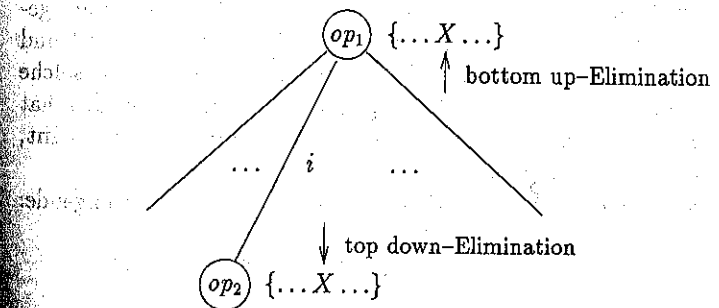 op₁ {...X...}
↑ bottom up–Elimination
... i ...
↓ top down–Elimination
op₂ {...X...}